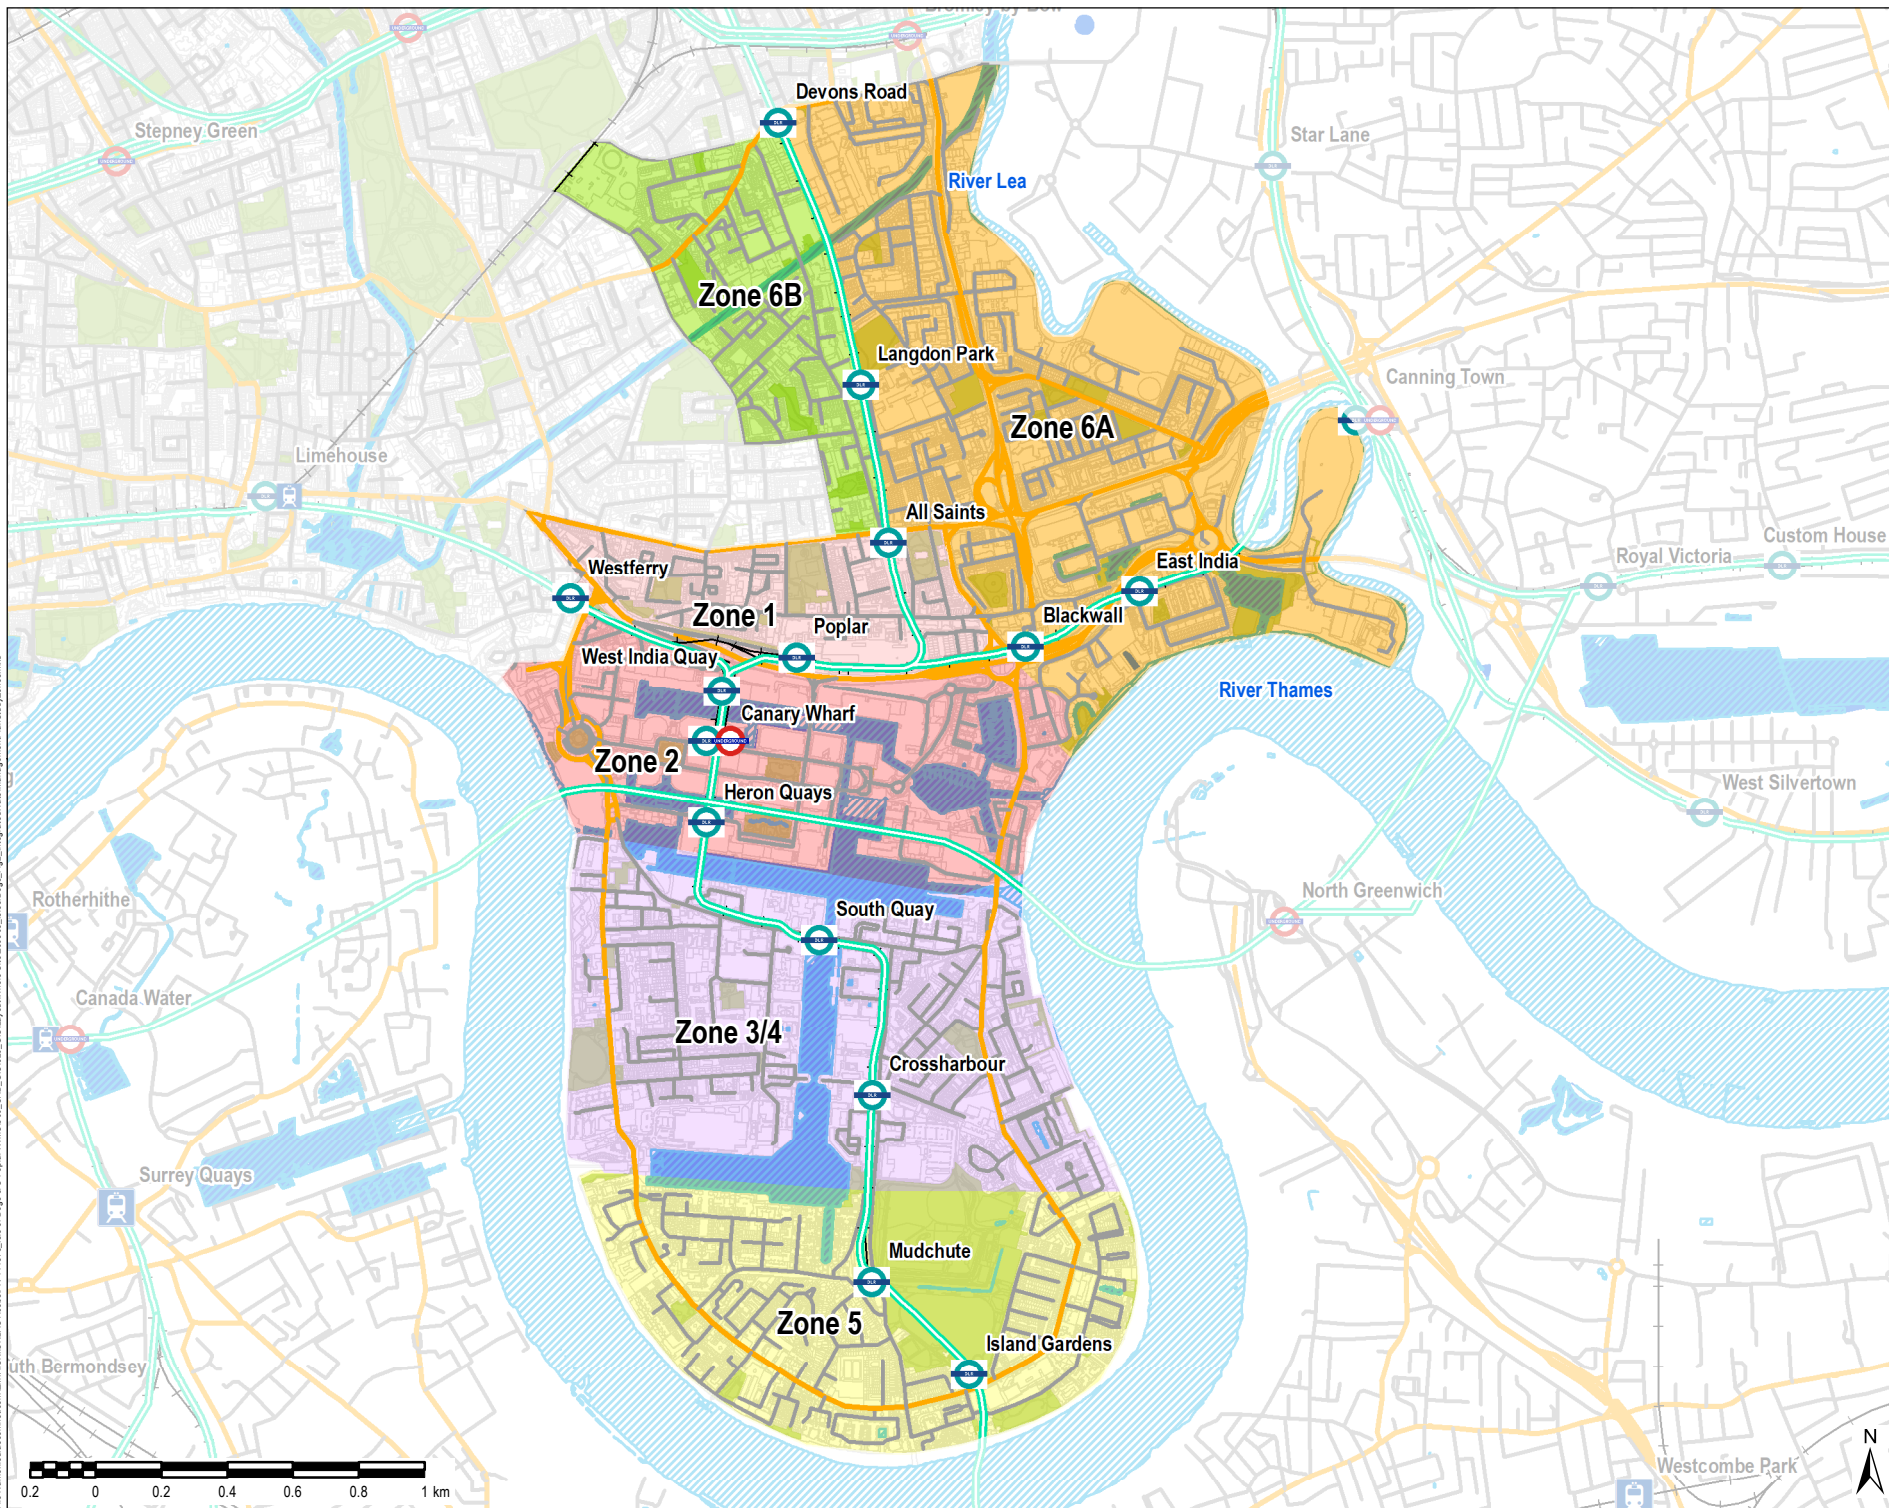 Bromley by Bow
Devons Road
Stepney Green
Star Lane
River Lea
Zone 6B
Langdon Park
Canning Town
Zone 6A
Limehouse
All Saints
Custom House
Royal Victoria
East India
Westferry
Zone 1
Blackwall
Poplar
West India Quay
River Thames
Canary Wharf
UNDERGROUND
Zone 2
West Silvertown
Heron Quays
North Greenwich
Rotherhithe
South Quay
Canada Water
Zone 3/4
Crossharbour
Surrey Quays
Mudchute
Zone 5
Island Gardens
uth Bermondsey
N
Westcombe Park
0.2 0 0.2 0.4 0.6 0.8 1 km